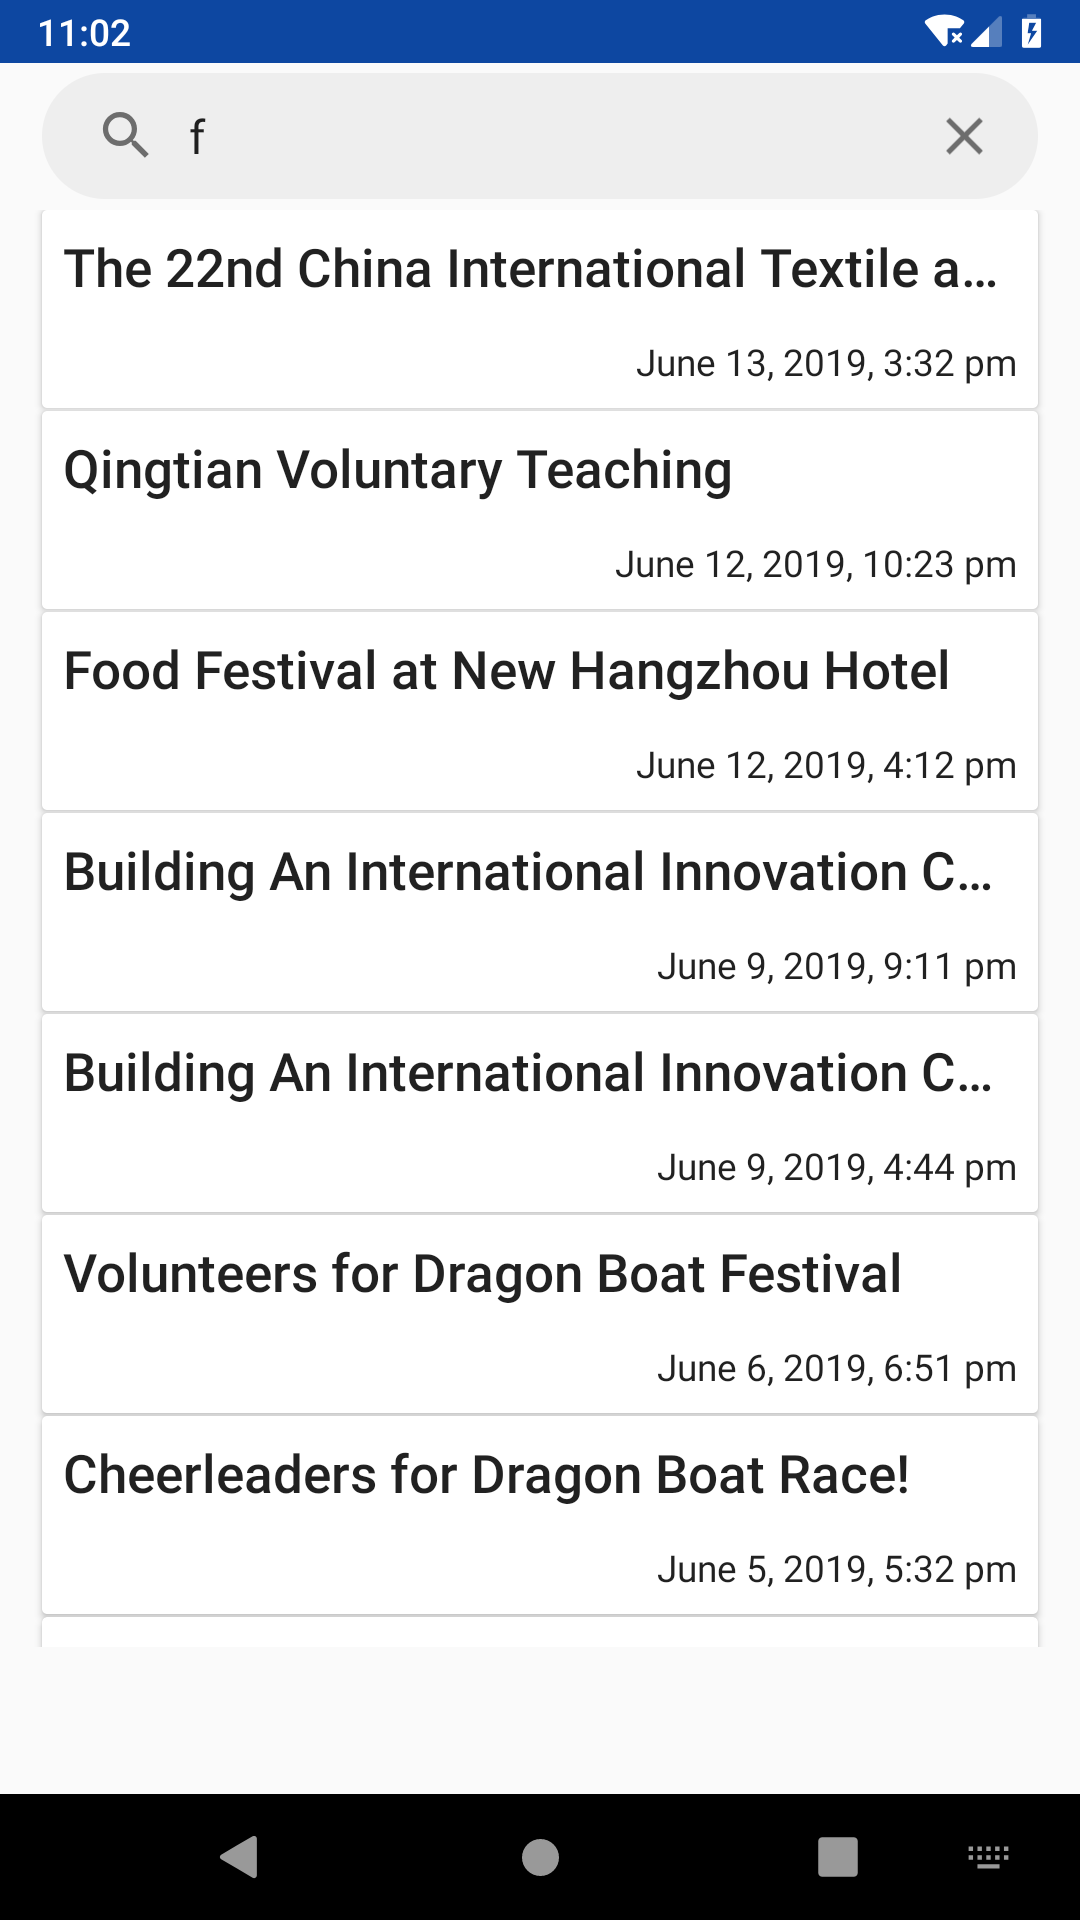 11:02
f
The 22nd China International Textile a...
June 13, 2019, 3:32 pm
Qingtian Voluntary Teaching
June 12, 2019, 10:23 pm
Food Festival at New Hangzhou Hotel
June 12, 2019, 4:12 pm
Building An International Innovation C...
June 9, 2019, 9:11 pm
Building An International Innovation C...
June 9, 2019, 4:44 pm
Volunteers for Dragon Boat Festival
June 6, 2019, 6:51 pm
Cheerleaders for Dragon Boat Race!
June 5, 2019, 5:32 pm